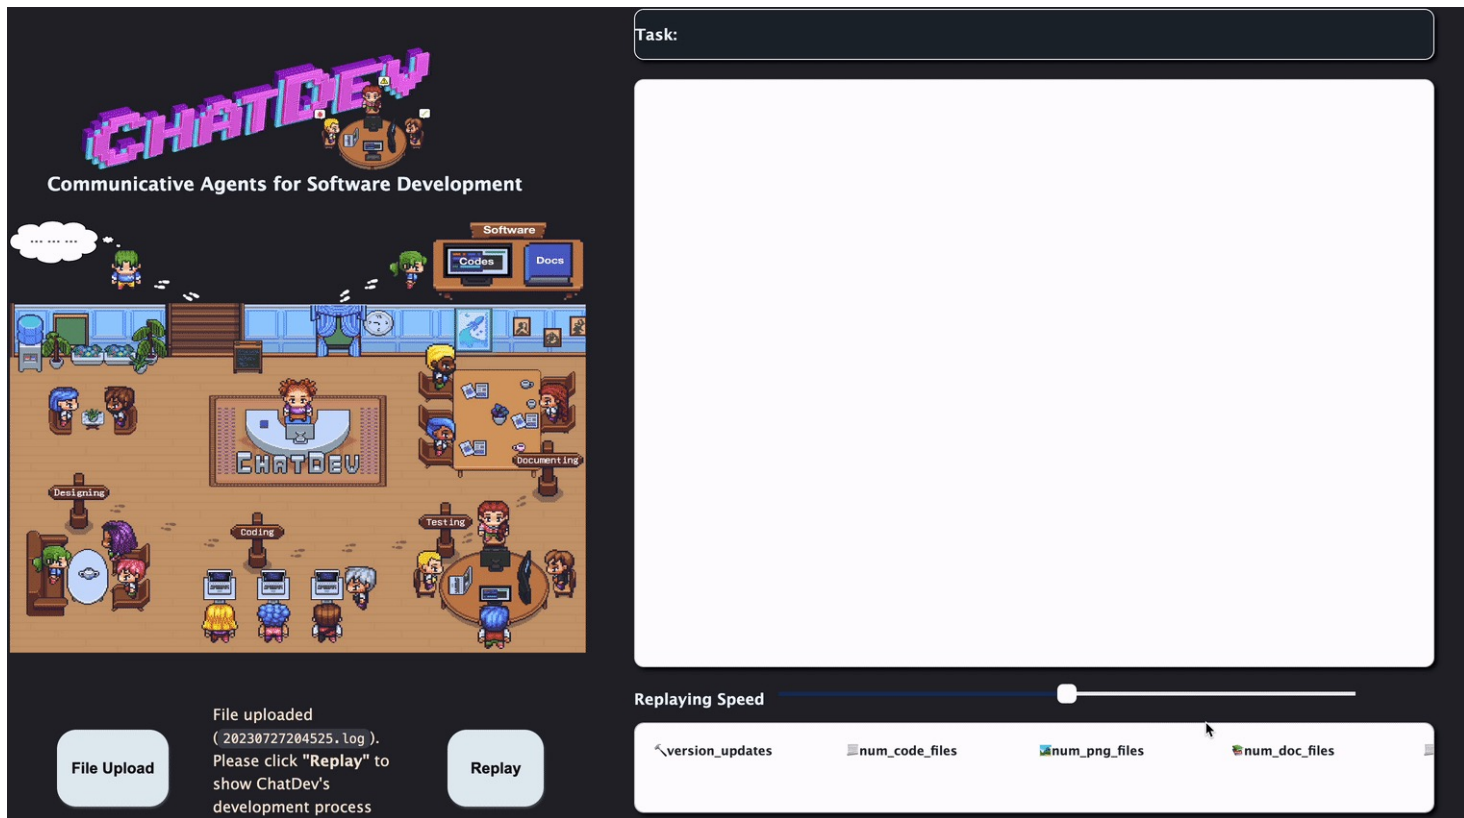 Task:
CHATDEV
Communicative Agents for Software Development
... ... ...
Software
Codes
Docs
CHATDEV
Documenting
Designing
Testing
Coding
Replaying Speed
File uploaded
(20230727204525.log).
Please click "Replay" to
show ChatDev's
development process
File Upload
Replay
version_updates
num_code_files
num_png_files
num_doc_files